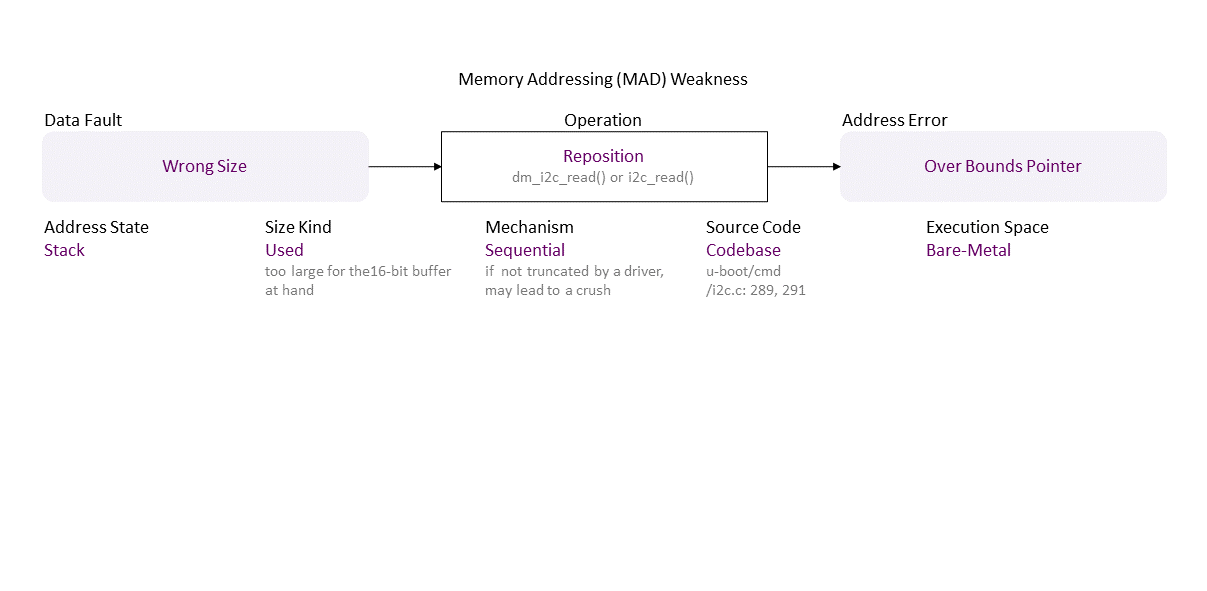 Memory Addressing (MAD) Weakness
Data Fault
Operation
Address Error
Wrong Size
Reposition
dm_i2c_read() or i2c_read()
Over Bounds Pointer
Address State
Stack
Size Kind
Used
too large for the16-bit buffer
at hand
Mechanism
Sequential
if not truncated by a driver,
may lead to a crush
Source Code
Codebase
u-boot/cmd
/i2c.c: 289, 291
Execution Space
Bare-Metal